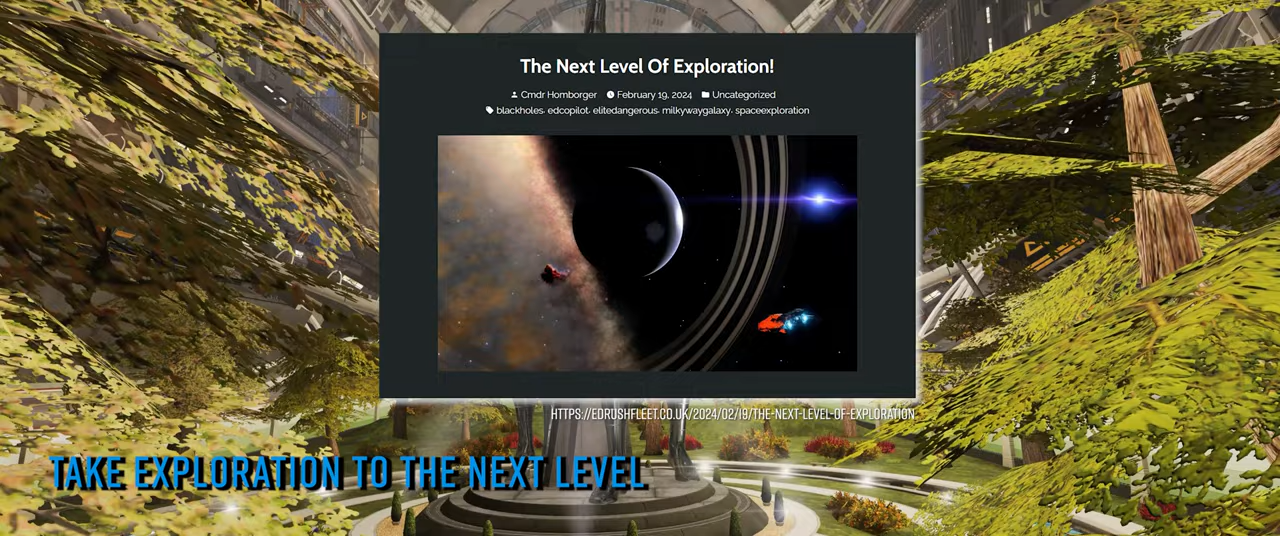 The Next Level Of Exploration!
Cmdr Homborger February 19, 2024 Uncategorized
blackholes, edcopilot, elitedangerous, milkywaygalaxy, spaceexploration
HTTPS://EDRUSHFLEET.CO.UK/2024/02/19/THE-NEXT-LEVEL-OF-EXPLORATION
TAKE EXPLORATION TO THE NEXT LEVEL